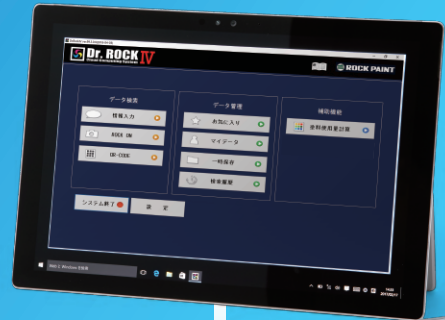 Dr. ROCK IV
ROCK PAINT
データ検索
情報入力
ROCK ON
QR-CODE
データ管理
お気に入り
マイデータ
一時保存
検索履歴
補助機能
塗料使用量計算
システム終了
設 定